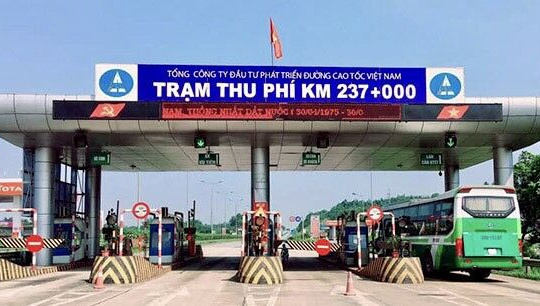 TỔNG CÔNG TY ĐẦU TƯ PHÁT TRIỂN ĐƯỜNG CAO TỐC VIỆT NAM
TRẠM THU PHÍ KM 237+000
NAM, THỐNG NHẤT ĐẤT NƯỚC ( 30/04/1975 - 30/0
TOTAL